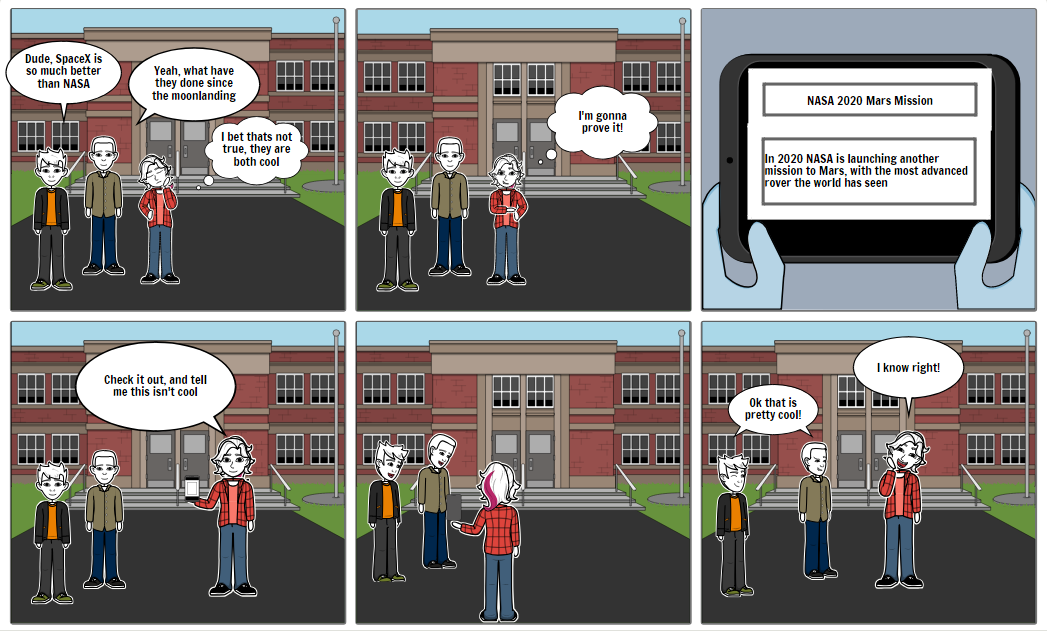 Dude, SpaceX is
so much better
than NASA
Yeah, what have
they done since
the moonlanding
I bet thats not
true, they are
both cool
I'm gonna
prove it!
NASA 2020 Mars Mission
In 2020 NASA is launching another
mission to Mars, with the most advanced
rover the world has seen
Check it out, and tell
me this isn't cool
Ok that is
pretty cool!
I know right!